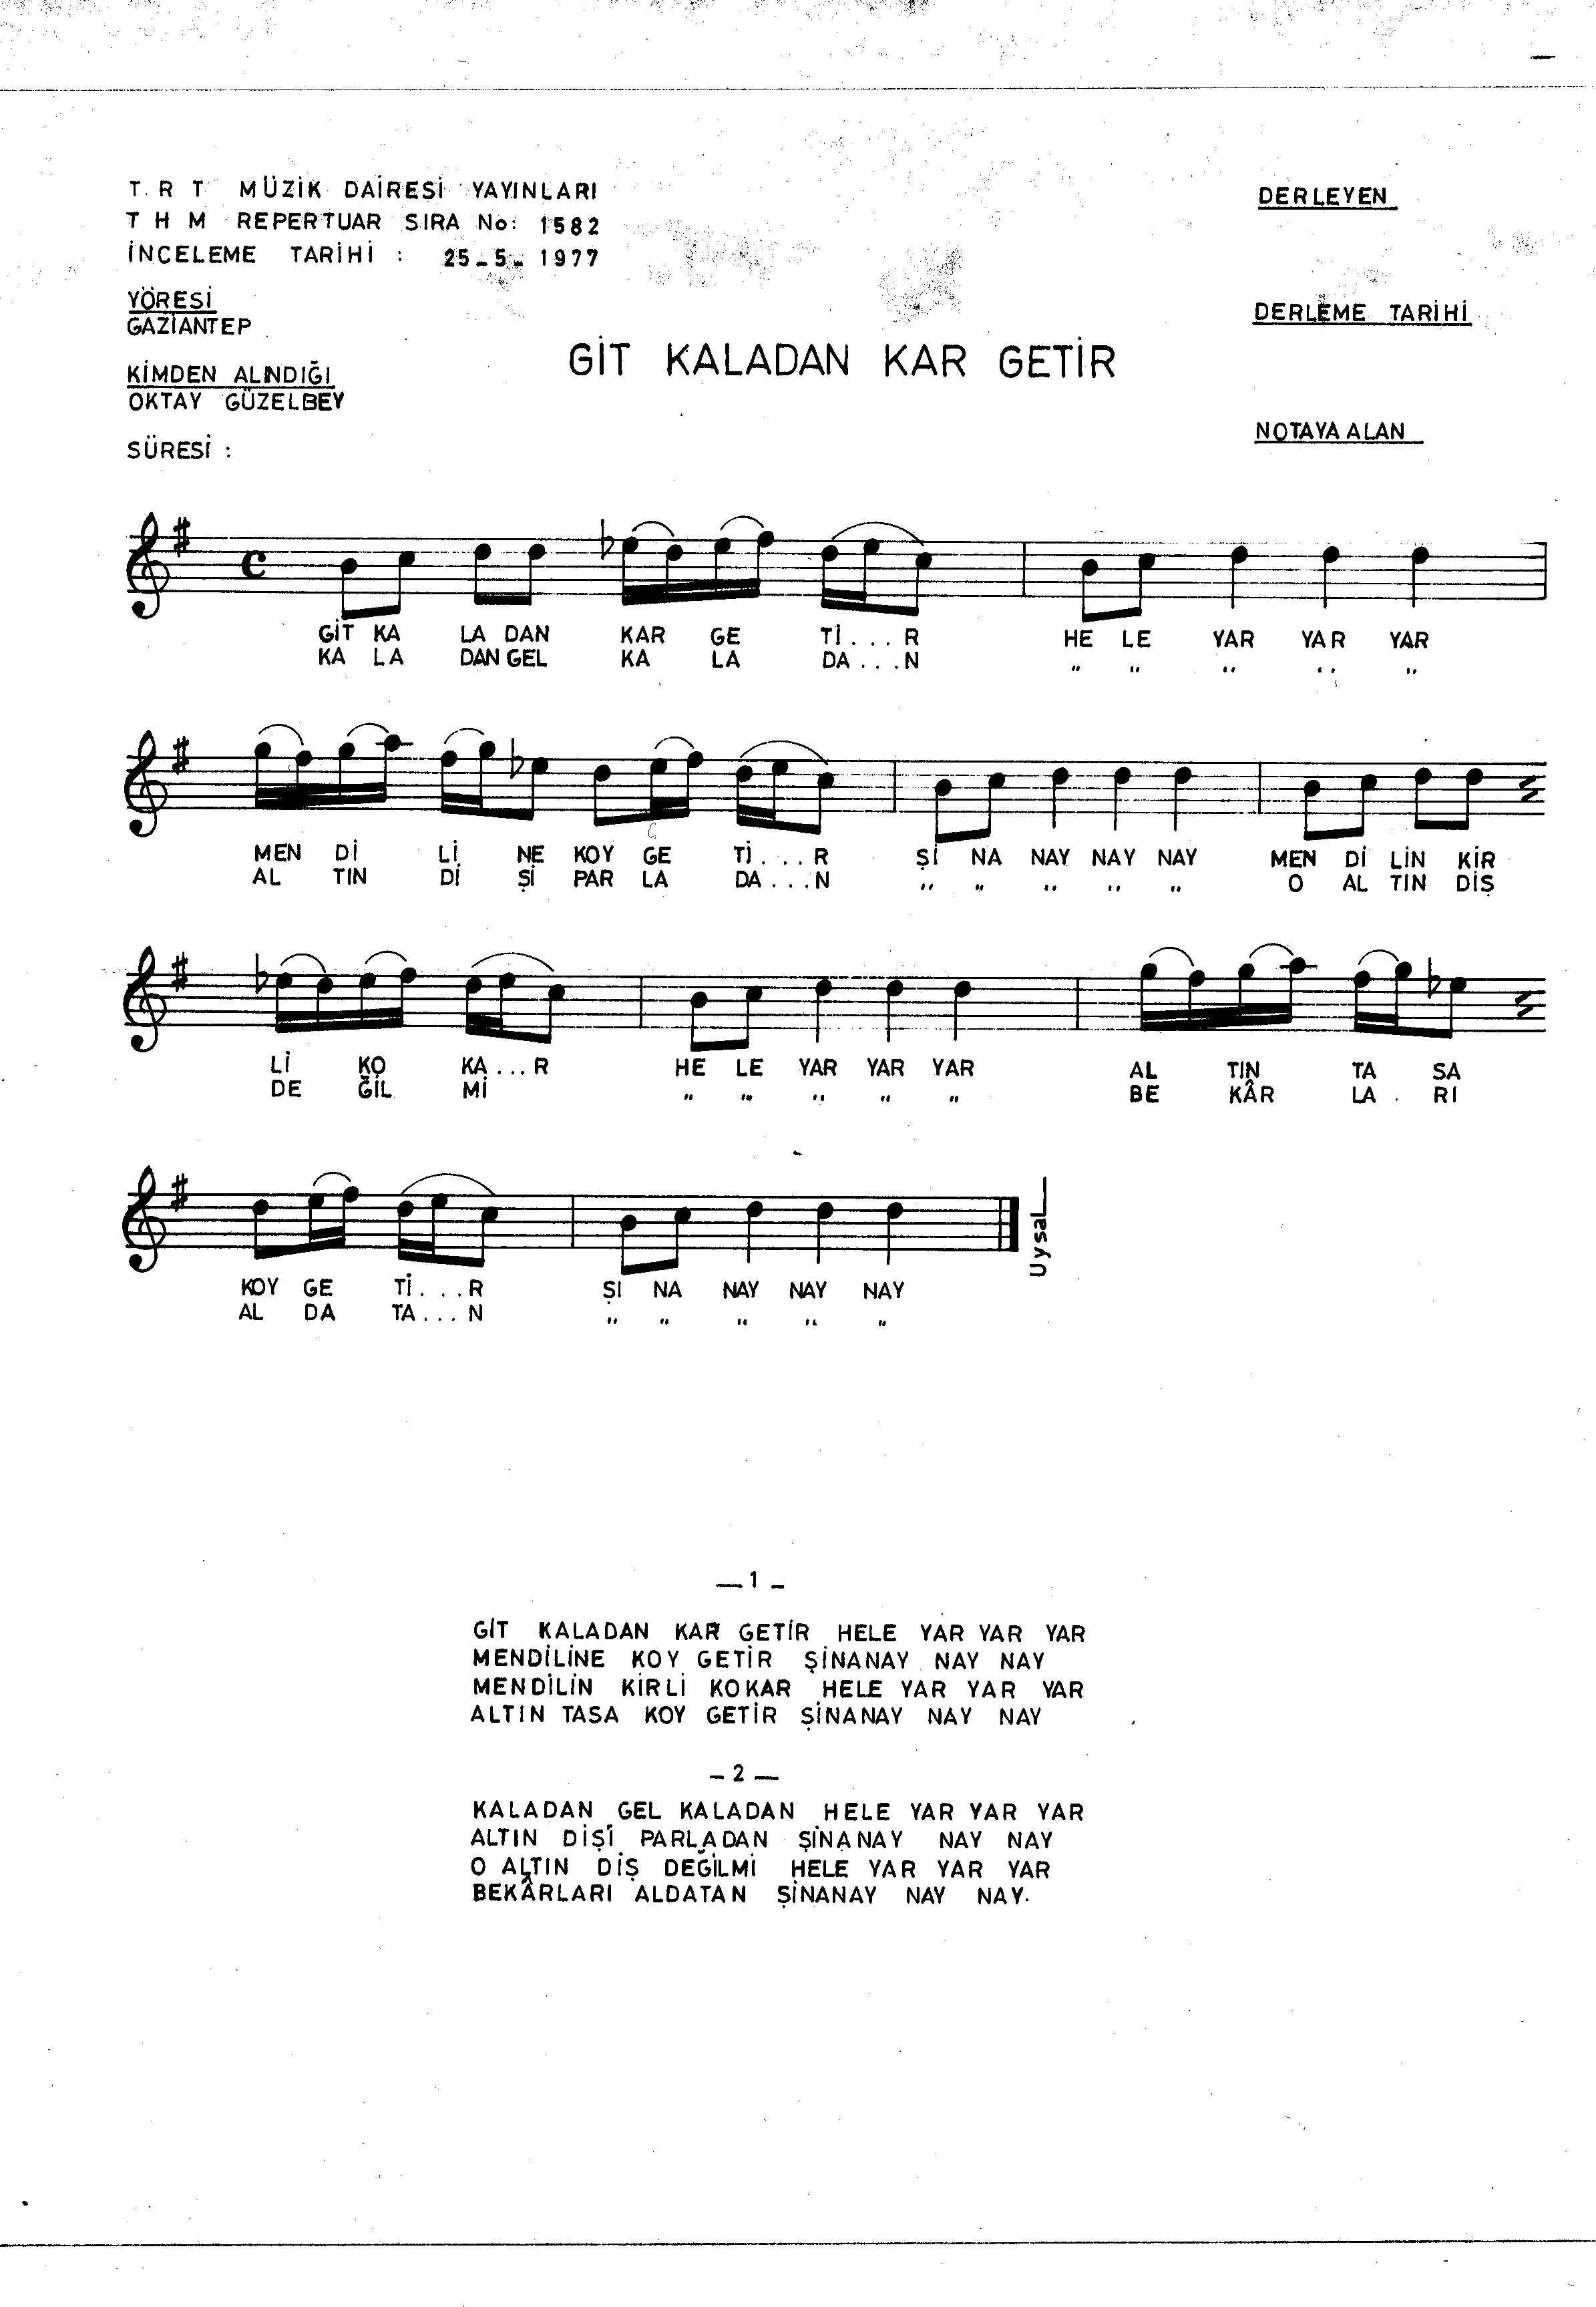 T R T MÜZİK DAİRESİ YAYINLARI
T H M REPERTUAR SIRA No: 1582
İNCELEME TARİHİ : 25-5-1977
DERLEYEN
YÖRESİ
GAZİANTEP
DERLEME TARİHİ
KİMDEN ALINDIĞI
OKTAY GÜZELBEY
GİT KALADAN KAR GETİR
SÜRESİ :
NOTAYA ALAN
GİT KA LA DAN KAR GE Tİ...R HE LE YAR YAR YAR
KA LA DAN GEL KA LA DA...N " " " " "
MEN Dİ Lİ NE KOY GE Tİ...R Şİ NA NAY NAY NAY MEN Dİ LİN KİR
AL TIN Dİ Şİ PAR LA DA...N " " " " " O AL TIN DİŞ
Lİ KO KA...R HE LE YAR YAR YAR AL TIN TA SA
DE ĞİL Mİ " " " " " BE KÂR LA RI
KOY GE Tİ...R ŞI NA NAY NAY NAY
AL DA TA...N " " " " "
Uysal
— 1 –
GİT KALADAN KAR GETİR HELE YAR YAR YAR
MENDİLİNE KOY GETİR ŞİNANAY NAY NAY
MENDİLİN KİRLİ KOKAR HELE YAR YAR YAR
ALTIN TASA KOY GETİR ŞİNANAY NAY NAY
– 2 —
KALADAN GEL KALADAN HELE YAR YAR YAR
ALTIN DİŞİ PARLADAN ŞİNANAY NAY NAY
O ALTIN DİŞ DEĞİLMİ HELE YAR YAR YAR
BEKÂRLARI ALDATAN ŞİNANAY NAY NAY.